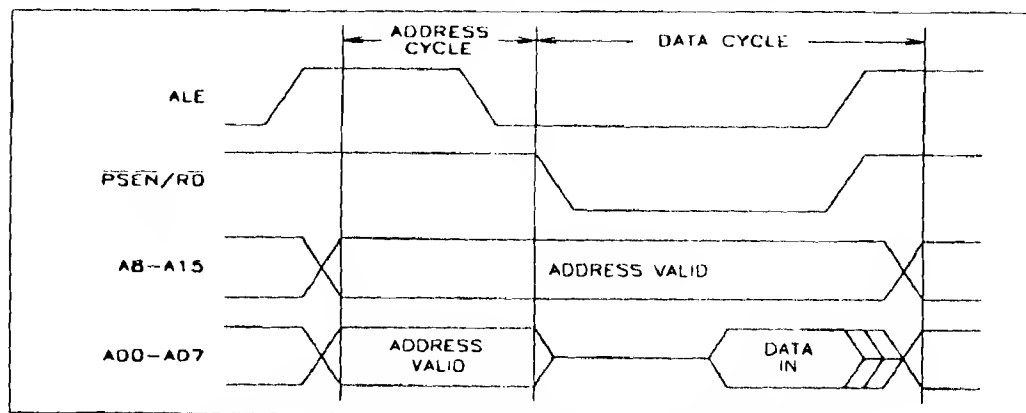 ADDRESS
CYCLE
DATA CYCLE
ALE
PSEN/RD
A8-A15
ADDRESS VALID
AD0-AD7
ADDRESS
VALID
DATA
IN